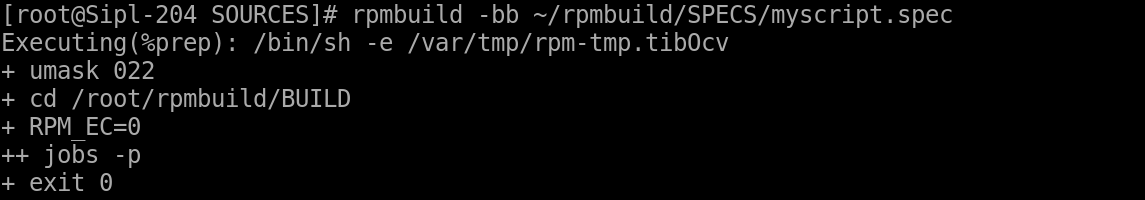 [root@Sipl-204 SOURCES]# rpmbuild -bb ~/rpmbuild/SPECS/myscript.spec
Executing(%prep): /bin/sh -e /var/tmp/rpm-tmp.tibOcv
+ umask 022
+ cd /root/rpmbuild/BUILD
+ RPM_EC=0
++ jobs -p
+ exit 0